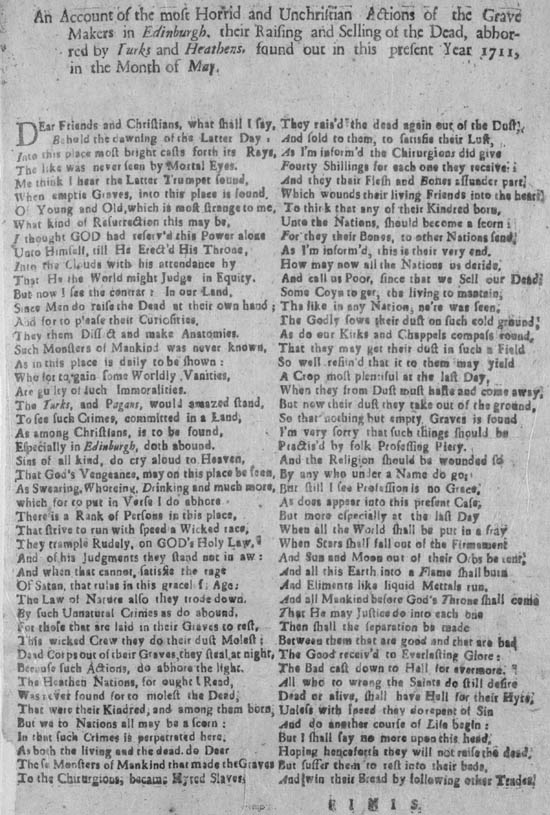 An Account of the most Horrid and Unchristian Actions of the Grave
Makers in Edinburgh, their Raising and Selling of the Dead, abhor-
red by Turks and Heathens, found out in this present Year 1711,
in the Month of May.
DEar Friends and Christians, what shall I say,
Behold the dawning of the Latter Day :
Into this place most bright casts forth its Rays,
The like was never seen by Mortal Eyes.
Me think I hear the Latter Trumpet sound,
When emptie Graves, into this place is found,
Of Young and Old, which is most strange to me,
What kind of Resurrection this may be,
I thought GOD had reserv'd this Power alone
Unto Himself, till He Erect'd His Throne,
Into the Clouds with his attendance by
That He the World might Judge in Equity.
But now I see the contrar : In our Land,
Since Men do raise the Dead at their own hand ;
And for to please their Curiosities,
They them Dissect and make Anatomies.
Such Monsters of Mankind was never known,
As in this place is daily to be shown :
Who for to gain some Worldly Vanities,
Are guilty of such Immoralities.
The Turks, and Pagans, would amazed stand,
To see such Crimes, committed in a Land,
As among Christians, is to be found,
Especially in Edinburgh, doth abound.
Sins of all kind, do cry aloud to Heaven,
That God's Vengeance, may on this place be seen,
As Swearing, Whoreing, Drinking and much more,
which for to put in Verse I do abhore
There is a Rank of Persons in this place,
That strive to run with speed a Wicked race,
They trample Rudely, on GOD's Holy Law,
And of his Judgments they stand not in aw :
And when that cannot, satisfie the rage
Of Satan, that rules in this graceless Age:
The Law of Nature also they trode down.
By such Unnatural Crimes as do abound,
For those that are laid in their Graves to rest,
This wicked Crew they do their dust Molest :
Dead Corps out of their Graves, they steal, at night,
Because such Actions, do abhore the light.
The Heathen Nations, for ought I Read,
Was never found for to molest the Dead,
That were their Kindred, and among them born,
But we to Nations all may be a scorn :
In that such Crimes is perpetrated here,
As both the living and the dead. do Deer
These Monsters of Mankind that made the Graves
To the Chirurgions, became Hyred Slaves,
They rais'd the dead again out of the Dust,
And sold to them, to satisfie their Lust,
As I'm inform'd the Chirurgions did give
Fourty Shillings for each one they receive :
And they their Flesh and Bones assunder part,
Which wounds their living Friends into the heart;
To think that any of their Kindred born,
Unto the Nations, should become a scorn :
For they their Bones, to other Nations send,
As I'm inform'd, this is their very end.
How may now all the Nations us deride,
And call us Poor, since that we Sell our Dead;
Some Coyn to get, the living to mantain;
The like in any Nation, ne're was seen,
The Godly sows their dust on such cold ground
As do our Kirks and Chappels compass round,
That they may get their dust in such a Field
So well refin'd that it to them may yield
A Crop most plentiful at the last Day,
When they from Dust must haste and come away,
But now their dust they take out of the ground,
So that nothing but empty Graves is found
I'm very sorry that such things should be
Practis'd by folk Professing Piety.
And the Religion should be wounded so
By any who under a Name do go:
But still I see Profession is no Grace,
As does appear into this present Case,
But more especially at the last Day
When all the World shall be put in a fray
When Stars shall fall out of the Firmament
And Sun and Moon out of their Orbs be rent,
And all this Earth into a Flame shall burn
And Eliments like liquid Mettals run,
And all Mankind before God's Throne shall come
That He may Justice do into each one
Then shall the separation be made
Between them that are good and that are bad
The Good receiv'd to Everlesting Glore :
The Bad cast down to Hell for evermore.
All who to wrong the Saints do still desire
Dead or alive, shall have Hell for their Hyre,
Unless with speed they do repent of Sin
And do another course of Life begin :
But I shall say no more upon this head,
Hoping henceforth they will not raise the dead,
But suffer them to rest into their beds,
And win their Bread by following other Trades.
FINIS.